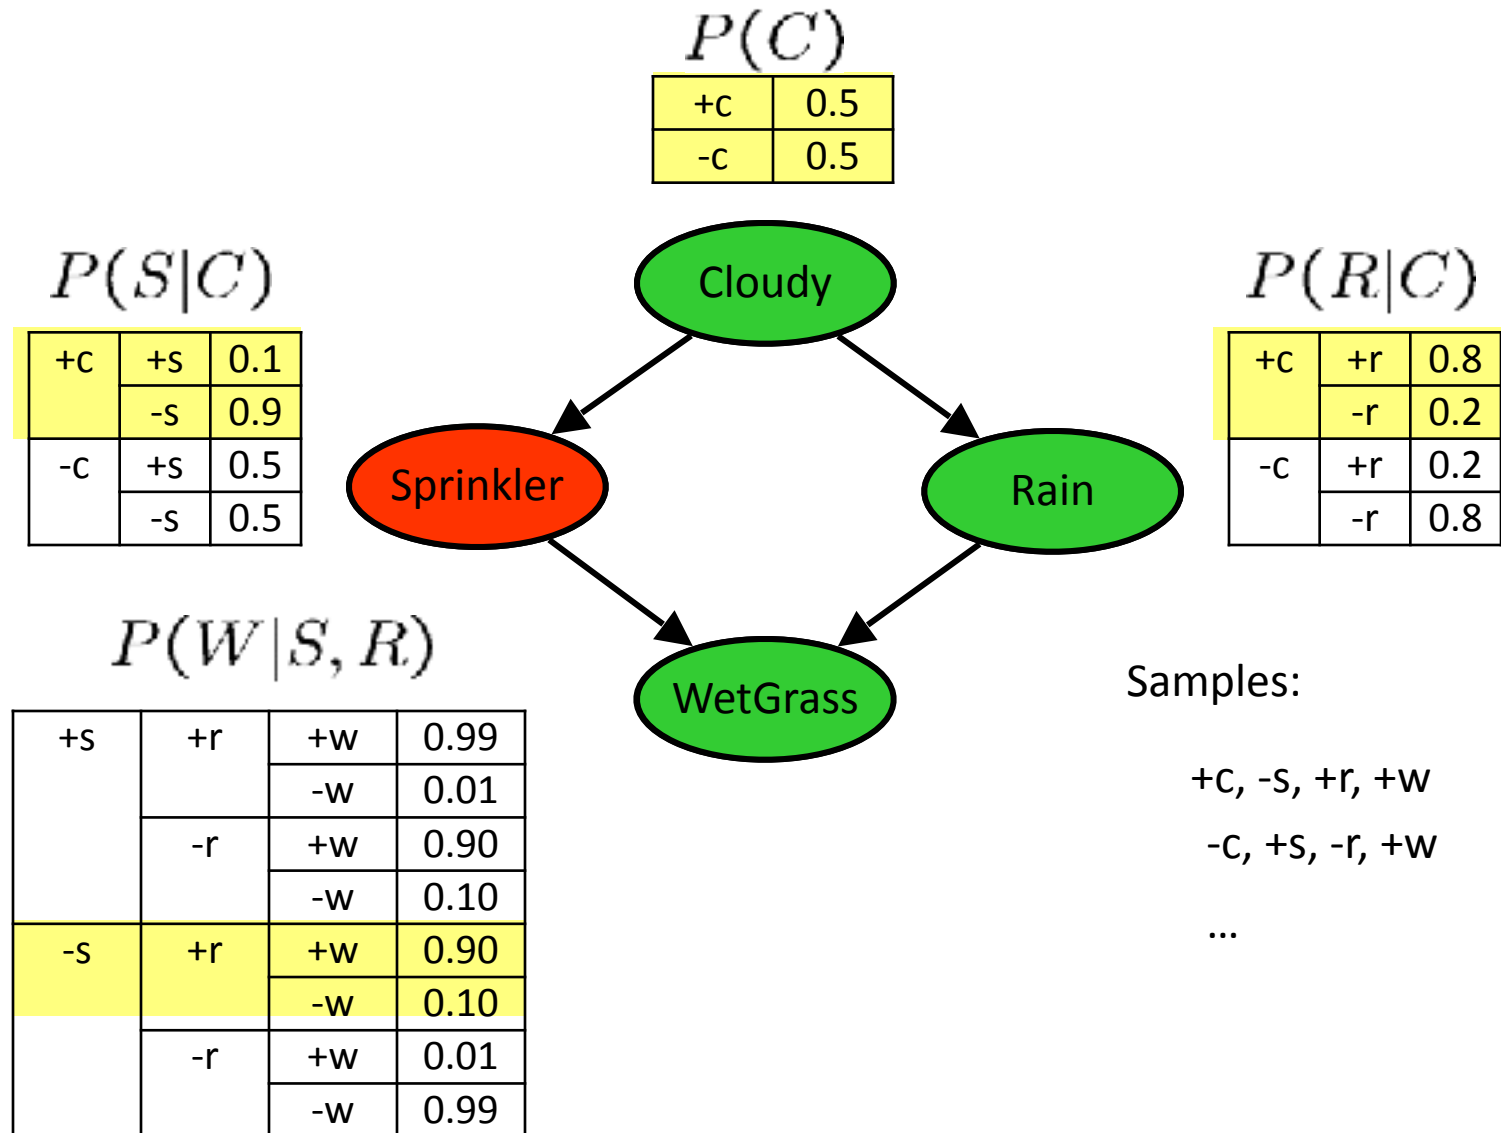 P(C)
+c 0.5
-c 0.5
Cloudy
P(S|C)
+c +s 0.1
-s 0.9
-c +s 0.5
-s 0.5
P(R|C)
+c +r 0.8
-r 0.2
-c +r 0.2
-r 0.8
Sprinkler
Rain
P(W|S, R)
+s +r +w 0.99
-w 0.01
-r +w 0.90
-w 0.10
-s +r +w 0.90
-w 0.10
-r +w 0.01
-w 0.99
WetGrass
Samples:
+c, -s, +r, +w
-c, +s, -r, +w
...